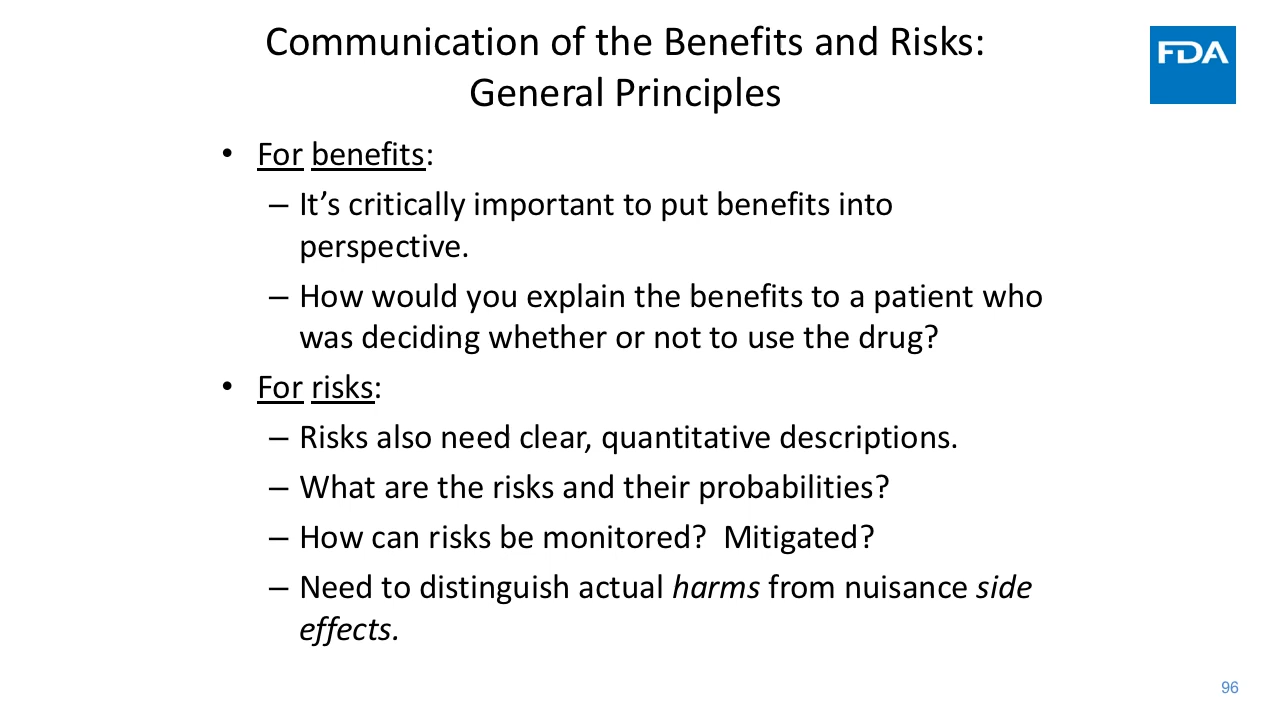 Communication of the Benefits and Risks:
General Principles
FDA
• For benefits:
– It’s critically important to put benefits into
perspective.
– How would you explain the benefits to a patient who
was deciding whether or not to use the drug?
• For risks:
– Risks also need clear, quantitative descriptions.
– What are the risks and their probabilities?
– How can risks be monitored?  Mitigated?
– Need to distinguish actual harms from nuisance side
effects.
96